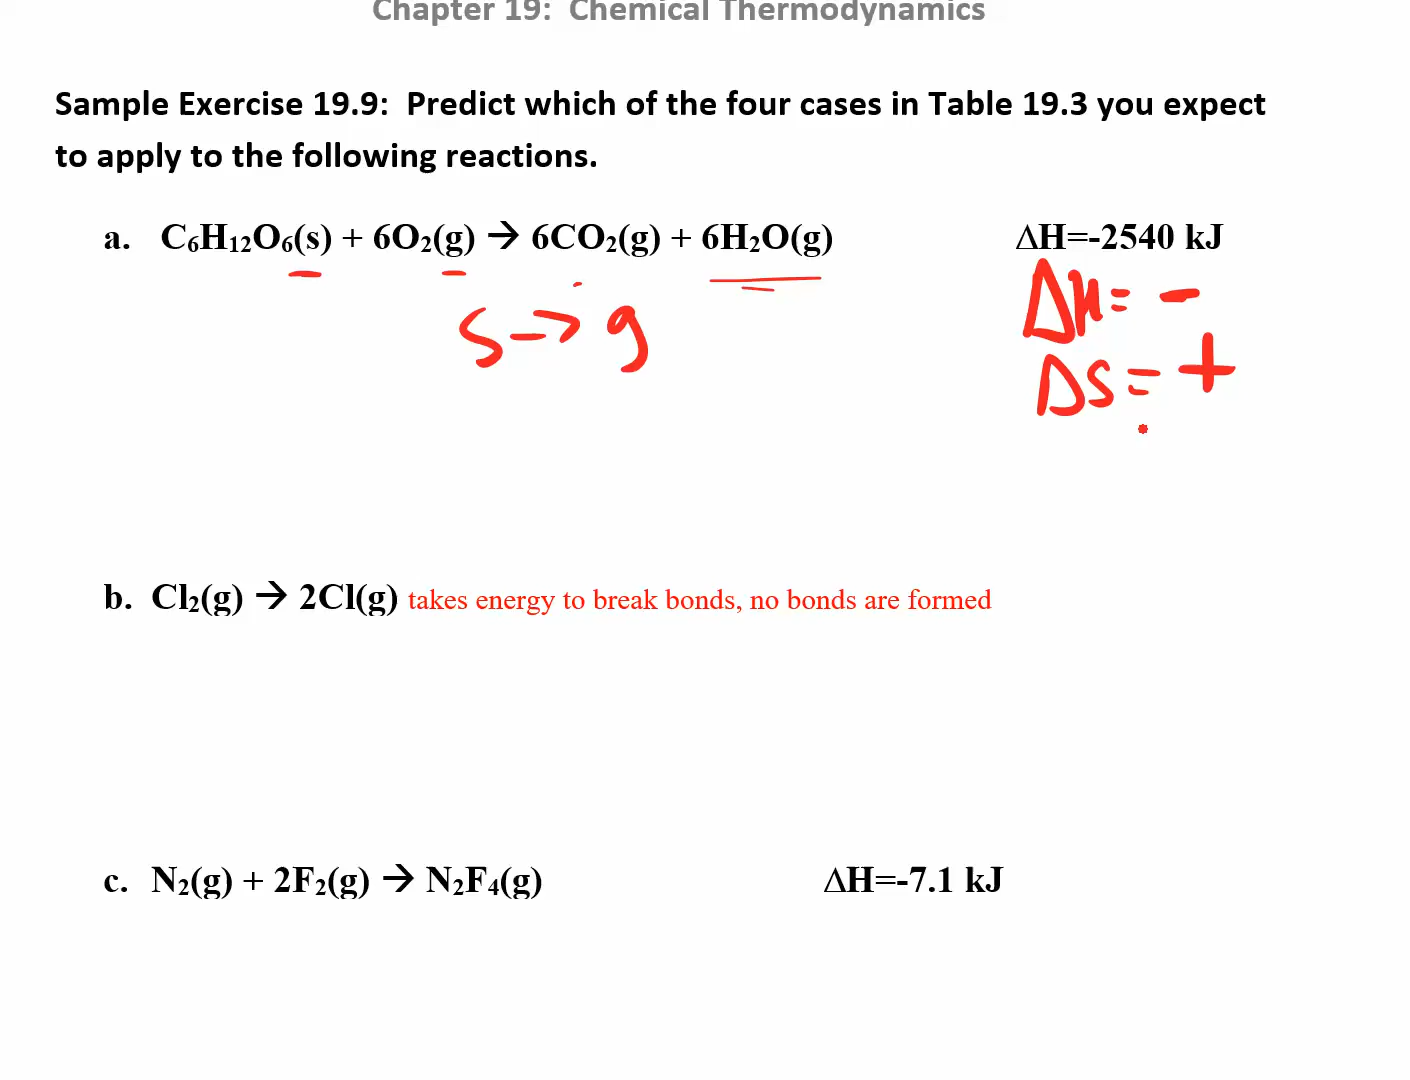 Chapter 19: Chemical Thermodynamics
Sample Exercise 19.9: Predict which of the four cases in Table 19.3 you expect
to apply to the following reactions.
a. C₆H₁₂O₆(s) + 6O₂(g) → 6CO₂(g) + 6H₂O(g) ΔH=-2540 kJ
ΔH= -
S → g
ΔS= +
b. Cl₂(g) → 2Cl(g) takes energy to break bonds, no bonds are formed
c. N₂(g) + 2F₂(g) → N₂F₄(g) ΔH=-7.1 kJ